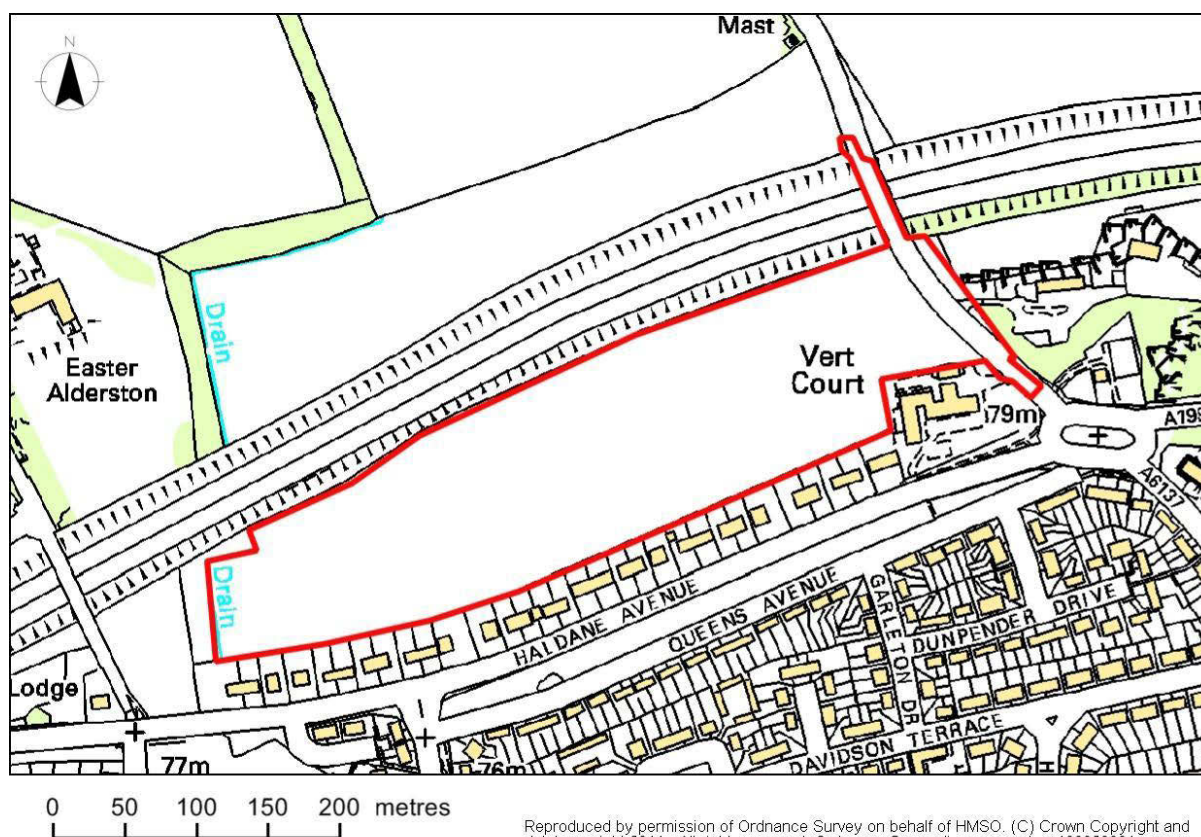 N
Mast
Drain
Easter
Alderston
Vert
Court
79m
A199
A6137
Drain
HALDANE AVENUE
QUEENS AVENUE
GARLETON DR
DUNPENDER DRIVE
DAVIDSON TERRACE
Lodge
77m
76m
H
0 50 100 150 200 metres
Reproduced by permission of Ordnance Survey on behalf of HMSO. (C) Crown Copyright and